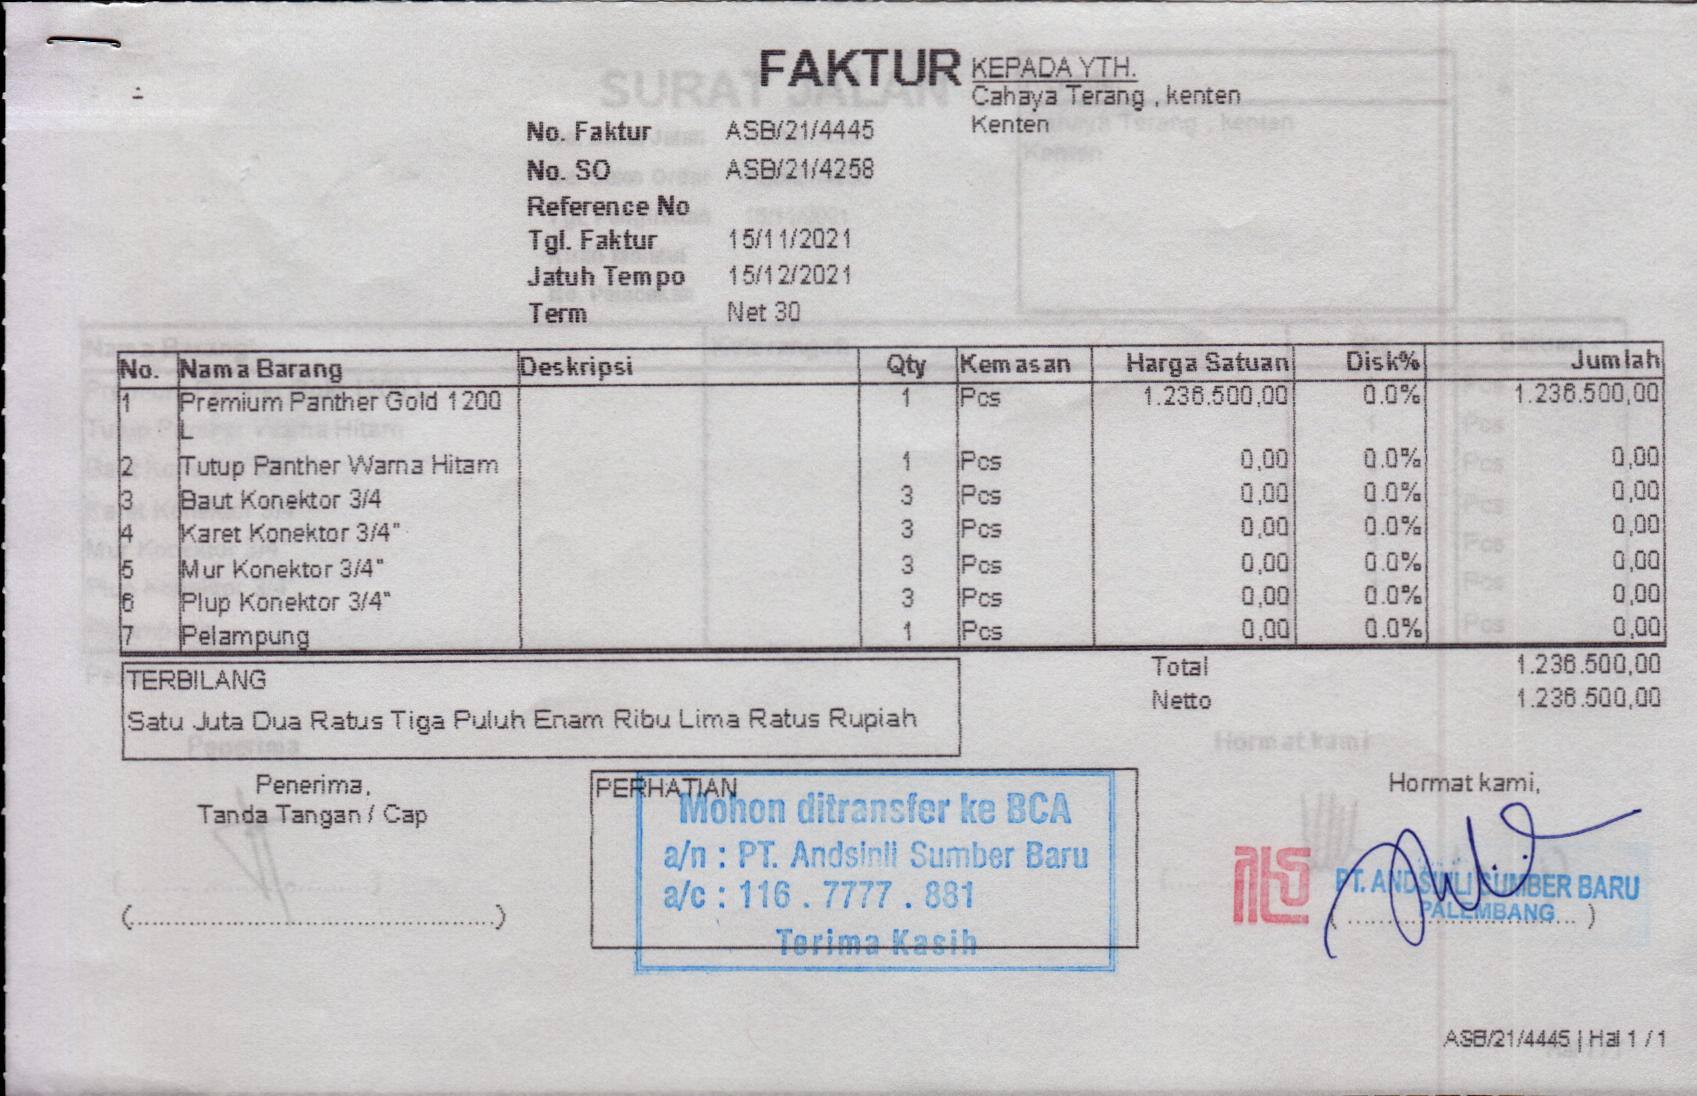 FAKTUR
KEPADA YTH.
Cahaya Terang , kenten
Kenten
No. Faktur ASB/21/4445
No. SO ASB/21/4258
Reference No
Tgl. Faktur 15/11/2021
Jatuh Tempo 15/12/2021
Term Net 30
No. Nama Barang Deskripsi Qty Kemasan Harga Satuan Disk% Jumlah
1 Premium Panther Gold 1200 1 Pcs 1.236.500,00 0.0% 1.236.500,00
L
2 Tutup Panther Warna Hitam 1 Pcs 0,00 0.0% 0,00
3 Baut Konektor 3/4 3 Pcs 0,00 0.0% 0,00
4 Karet Konektor 3/4" 3 Pcs 0,00 0.0% 0,00
5 Mur Konektor 3/4" 3 Pcs 0,00 0.0% 0,00
6 Plup Konektor 3/4" 3 Pcs 0,00 0.0% 0,00
7 Pelampung 1 Pcs 0,00 0.0% 0,00
Total 1.236.500,00
Netto 1.236.500,00
TERBILANG
Satu Juta Dua Ratus Tiga Puluh Enam Ribu Lima Ratus Rupiah
Penerima,
Tanda Tangan / Cap
(............................................)
PERHATIAN
Mohon ditransfer ke BCA
a/n : PT. Andsinli Sumber Baru
a/c : 116 . 7777 . 881
Terima Kasih
Hormat kami,
PT. ANDSINLI SUMBER BARU
PALEMBANG
ASB/21/4445 | Hal 1 / 1